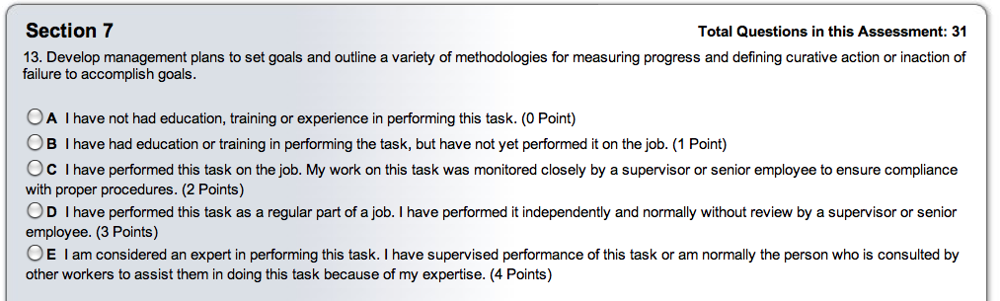 Section 7
Total Questions in this Assessment: 31
13. Develop management plans to set goals and outline a variety of methodologies for measuring progress and defining curative action or inaction of
failure to accomplish goals.
A I have not had education, training or experience in performing this task. (0 Point)
B I have had education or training in performing the task, but have not yet performed it on the job. (1 Point)
C I have performed this task on the job. My work on this task was monitored closely by a supervisor or senior employee to ensure compliance
with proper procedures. (2 Points)
D I have performed this task as a regular part of a job. I have performed it independently and normally without review by a supervisor or senior
employee. (3 Points)
E I am considered an expert in performing this task. I have supervised performance of this task or am normally the person who is consulted by
other workers to assist them in doing this task because of my expertise. (4 Points)